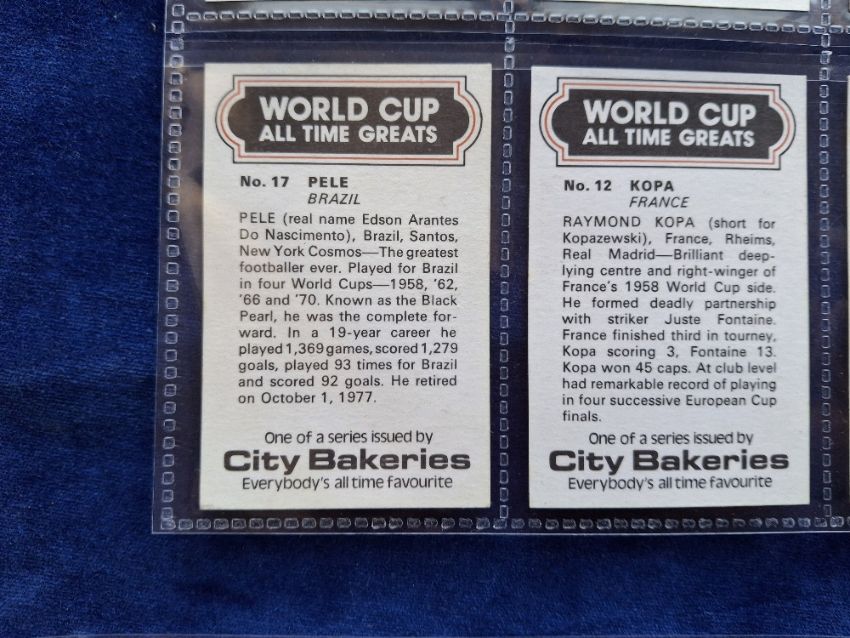 WORLD CUP
ALL TIME GREATS
No. 17 PELE
BRAZIL
PELE (real name Edson Arantes
Do Nascimento), Brazil, Santos,
New York Cosmos—The greatest
footballer ever. Played for Brazil
in four World Cups—1958, '62,
'66 and '70. Known as the Black
Pearl, he was the complete for-
ward. In a 19-year career he
played 1,369 games, scored 1,279
goals, played 93 times for Brazil
and scored 92 goals. He retired
on October 1, 1977.
One of a series issued by
City Bakeries
Everybody's all time favourite
WORLD CUP
ALL TIME GREATS
No. 12 KOPA
FRANCE
RAYMOND KOPA (short for
Kopazewski), France, Rheims,
Real Madrid—Brilliant deep-
lying centre and right-winger of
France's 1958 World Cup side.
He formed deadly partnership
with striker Juste Fontaine.
France finished third in tourney,
Kopa scoring 3, Fontaine 13.
Kopa won 45 caps. At club level
had remarkable record of playing
in four successive European Cup
finals.
One of a series issued by
City Bakeries
Everybody's all time favourite